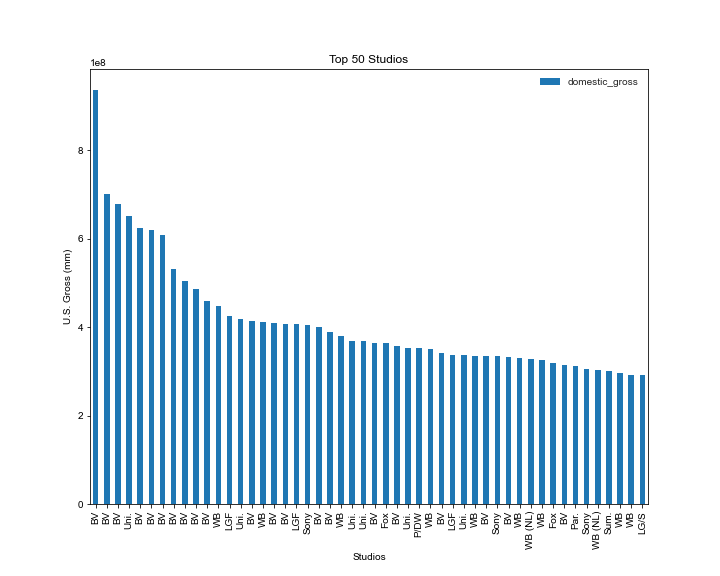 Top 50 Studios
1e8
domestic_gross
8
6
4
2
0
U.S. Gross (mm)
BV
BV
BV
Uni.
BV
BV
BV
BV
BV
BV
BV
WB
LGF
Uni.
BV
WB
BV
BV
LGF
Sony
BV
BV
WB
Uni.
Uni.
BV
Fox
BV
Uni.
P/DW
WB
BV
LGF
Uni.
WB
BV
Sony
BV
WB
WB (NL)
WB
Fox
BV
Par.
Sony
WB (NL)
Sum.
WB
WB
LG/S
Studios